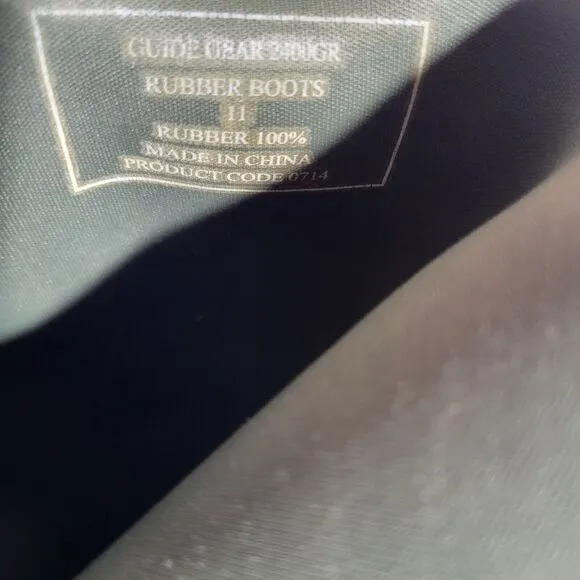 GUIDE GEAR 2400GR
RUBBER BOOTS
11
RUBBER 100%
MADE IN CHINA
PRODUCT CODE 0714